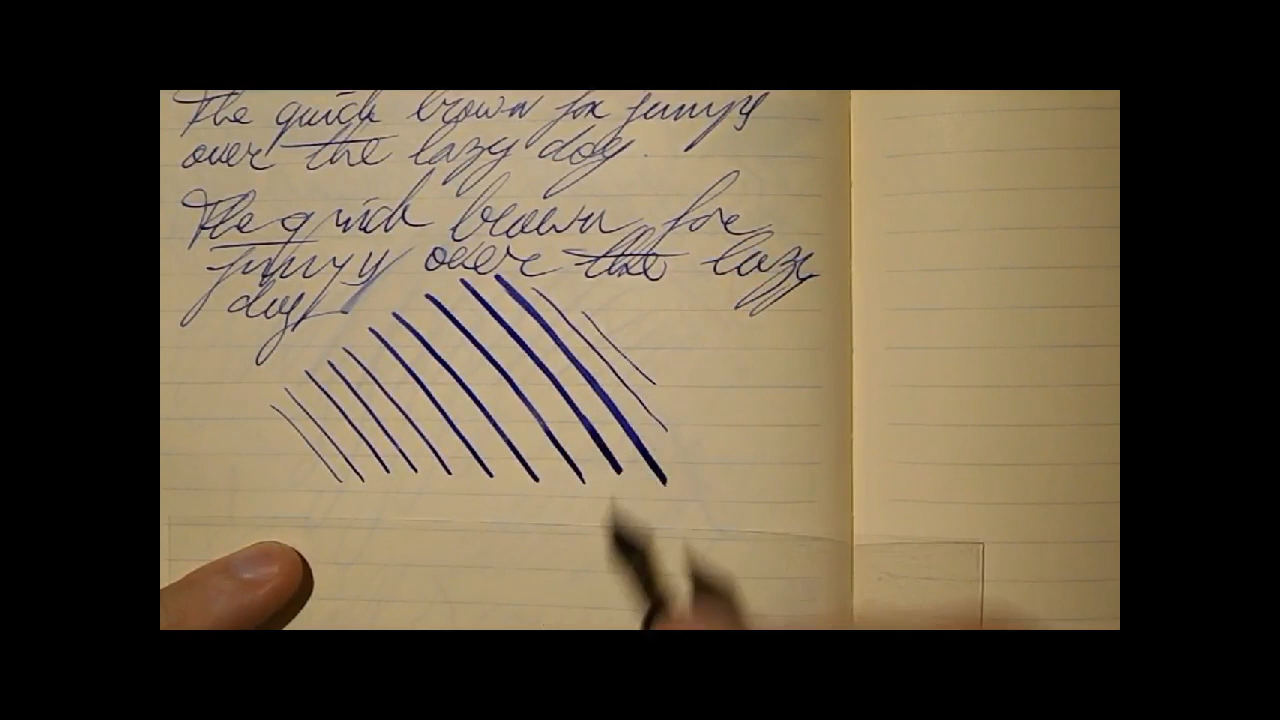 The quick brown fox jumps
over the lazy dog.
The quick brown fox
jumps over the lazy
dog